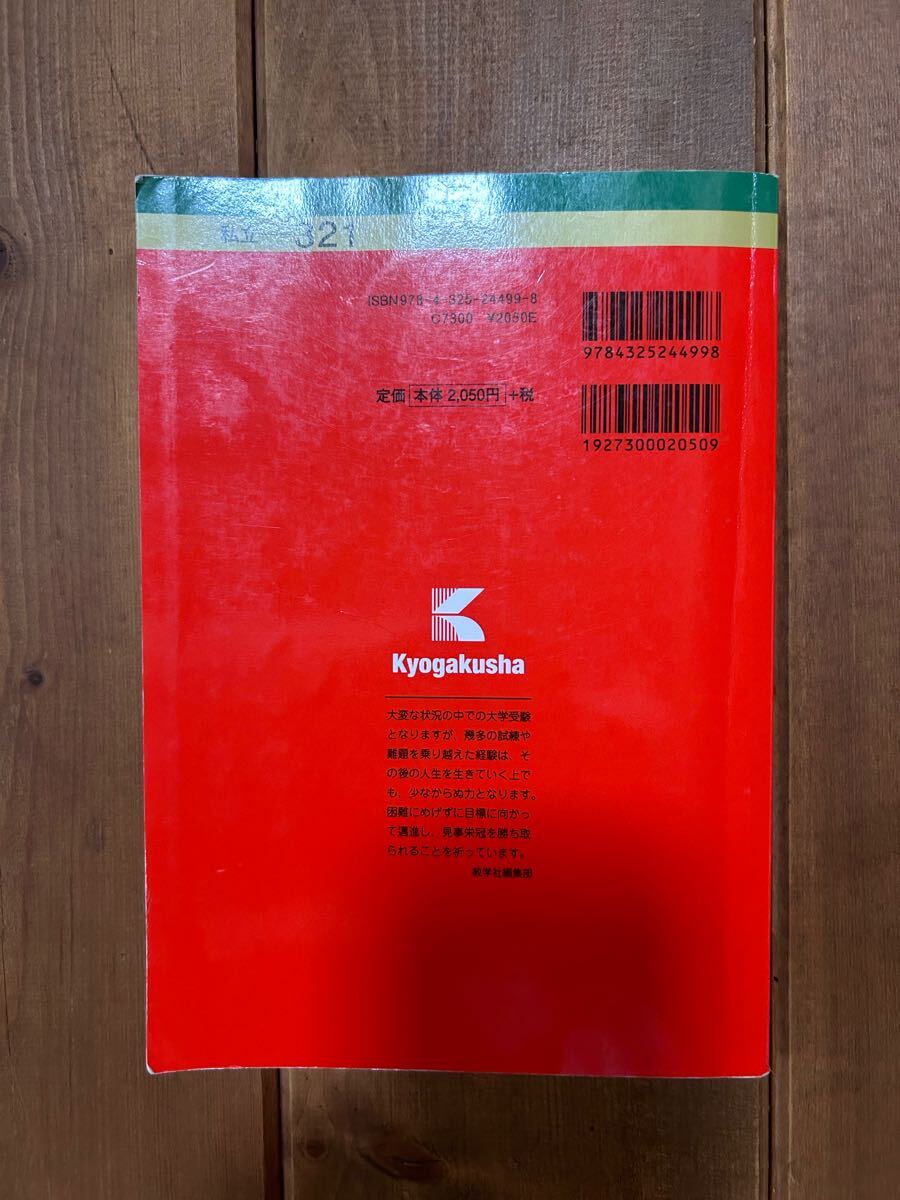 私立 321
ISBN978-4-325-24499-8
C7300 ¥2050E
9784325244998
定価 本体 2,050円 +税
1927300020509
Kyogakusha
大変な状況の中での大学受験
となりますが、幾多の試練や
難題を乗り越えた経験は、そ
の後の人生を生きていく上で
も、少なからぬ力となります。
困難にめげずに目標に向かっ
て邁進し、見事栄冠を勝ち取
られることを祈っています。
教学社編集部